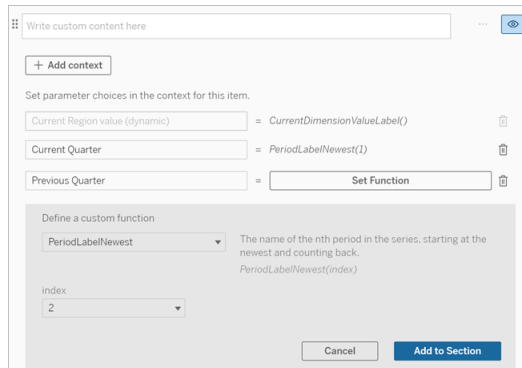 Write custom content here
+ Add context
Set parameter choices in the context for this item.
Current Region value (dynamic) = CurrentDimensionValueLabel()
Current Quarter = PeriodLabelNewest(1)
Previous Quarter = Set Function
Define a custom function
PeriodLabelNewest
The name of the nth period in the series, starting at the
newest and counting back.
PeriodLabelNewest(index)
index
2
Cancel Add to Section